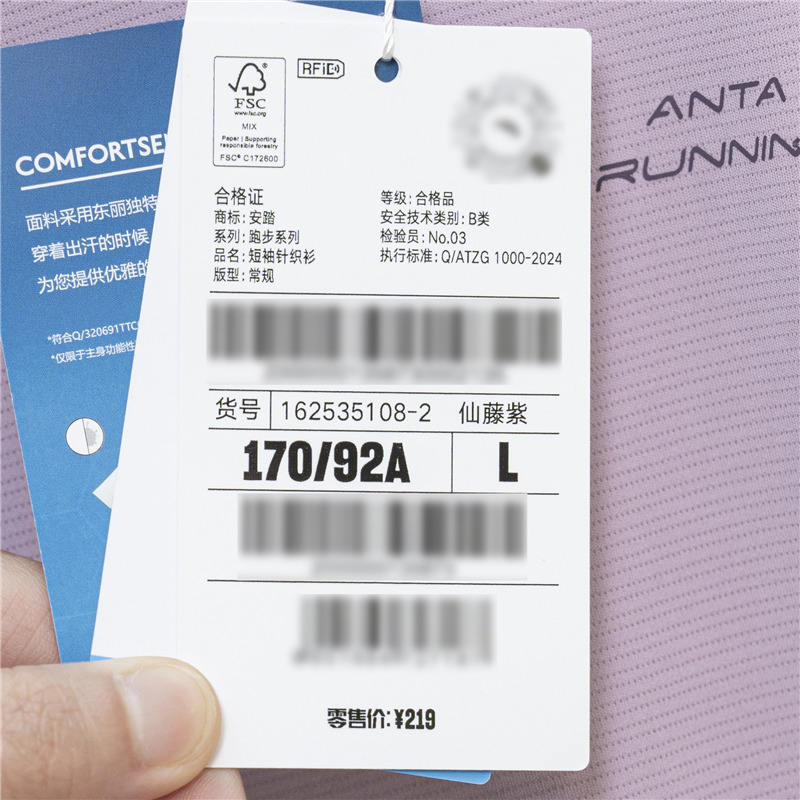 FSC
www.fsc.org
MIX
Paper | Supporting
responsible forestry
FSC® C172600
RFID
合格证
商标: 安踏
系列: 跑步系列
品名: 短袖针织衫
版型: 常规
等级: 合格品
安全技术类别: B类
检验员: No.03
执行标准: Q/ATZG 1000-2024
货号 162535108-2 仙藤紫
170/92A L
零售价: ¥219
COMFORTSE
面料采用东丽独特
穿着出汗的时候
为您提供优雅的
*符合Q/320691TTC
*仅限于主身功能性
ANTA
RUNNIN